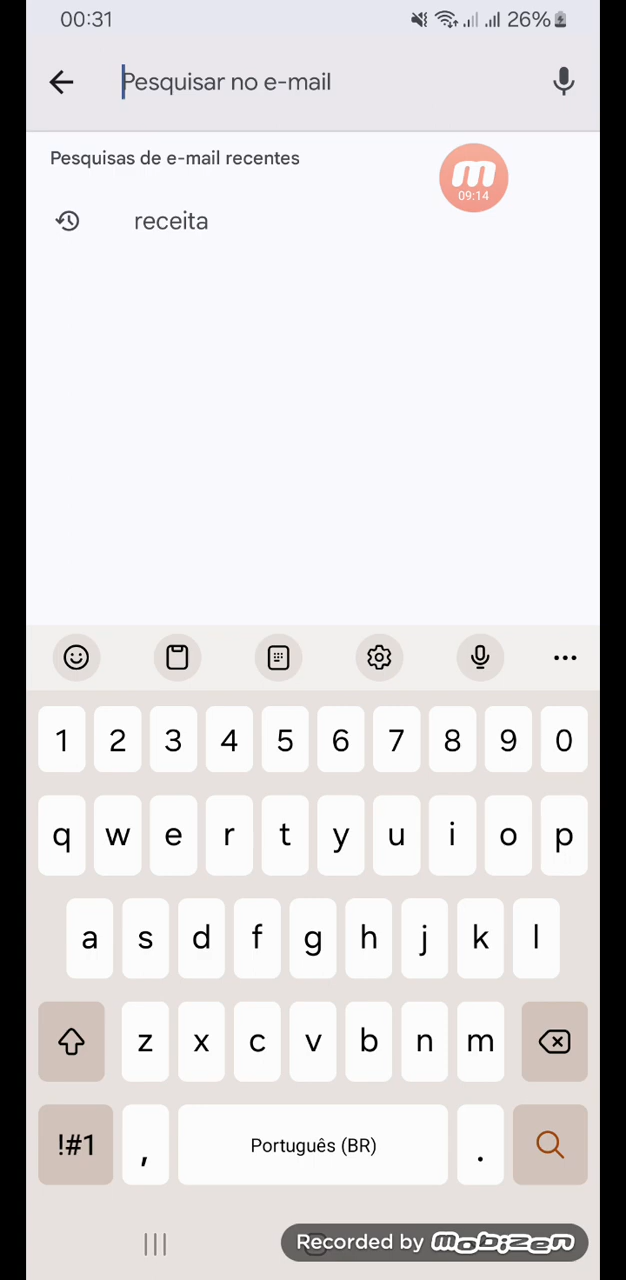 00:31 26%
Pesquisar no e-mail
Pesquisas de e-mail recentes
m
09:14
receita
1 2 3 4 5 6 7 8 9 0
q w e r t y u i o p
a s d f g h j k l
z x c v b n m
!#1 , Português (BR) .
Recorded by mobizen